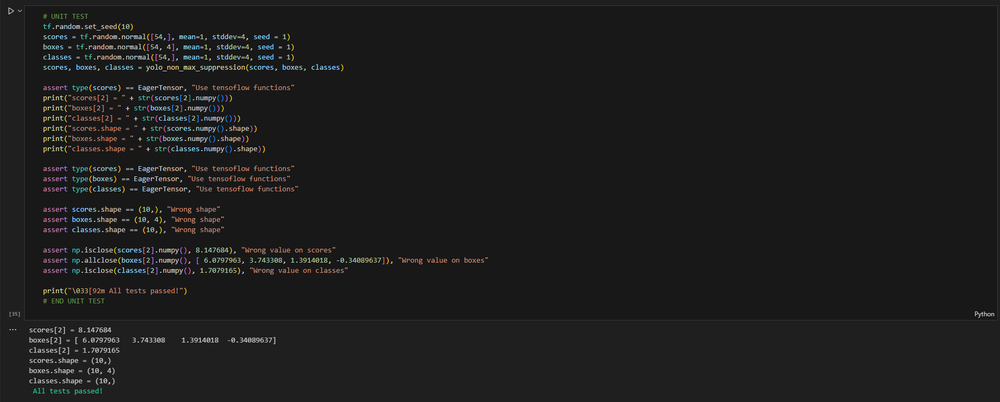 # UNIT TEST
tf.random.set_seed(10)
scores = tf.random.normal([54,], mean=1, stddev=4, seed = 1)
boxes = tf.random.normal([54, 4], mean=1, stddev=4, seed = 1)
classes = tf.random.normal([54,], mean=1, stddev=4, seed = 1)
scores, boxes, classes = yolo_non_max_suppression(scores, boxes, classes)
assert type(scores) == EagerTensor, "Use tensoflow functions"
print("scores[2] = " + str(scores[2].numpy()))
print("boxes[2] = " + str(boxes[2].numpy()))
print("classes[2] = " + str(classes[2].numpy()))
print("scores.shape = " + str(scores.numpy().shape))
print("boxes.shape = " + str(boxes.numpy().shape))
print("classes.shape = " + str(classes.numpy().shape))
assert type(scores) == EagerTensor, "Use tensoflow functions"
assert type(boxes) == EagerTensor, "Use tensoflow functions"
assert type(classes) == EagerTensor, "Use tensoflow functions"
assert scores.shape == (10,), "Wrong shape"
assert boxes.shape == (10, 4), "Wrong shape"
assert classes.shape == (10,), "Wrong shape"
assert np.isclose(scores[2].numpy(), 8.147684), "Wrong value on scores"
assert np.allclose(boxes[2].numpy(), [ 6.0797963, 3.743308, 1.3914018, -0.34089637]), "Wrong value on boxes"
assert np.isclose(classes[2].numpy(), 1.7079165), "Wrong value on classes"
print("\033[92m All tests passed!")
# END UNIT TEST
[35]
Python
...
scores[2] = 8.147684
boxes[2] = [ 6.0797963   3.743308    1.3914018  -0.34089637]
classes[2] = 1.7079165
scores.shape = (10,)
boxes.shape = (10, 4)
classes.shape = (10,)
 All tests passed!